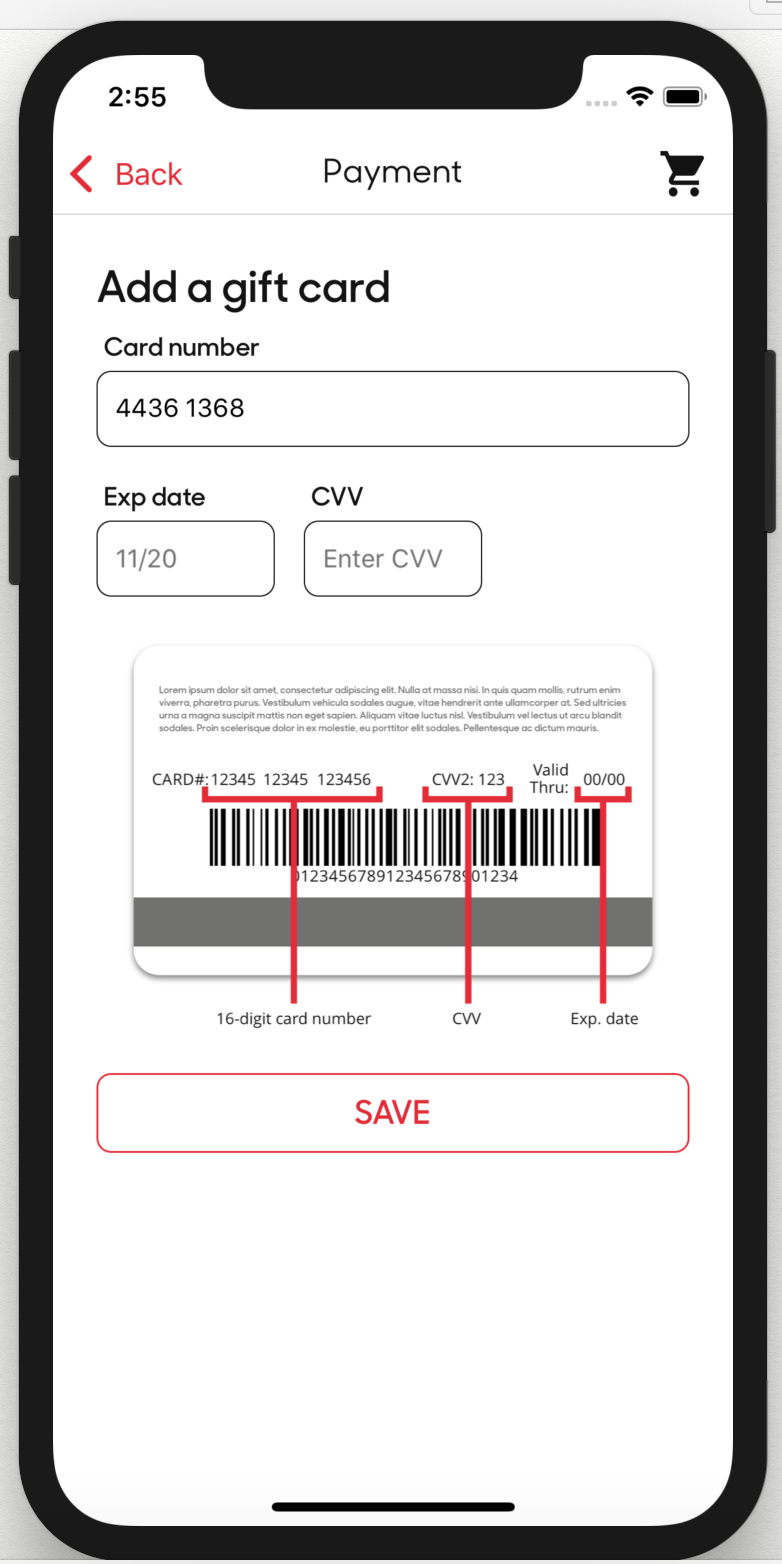 2:55
Back
Payment
Add a gift card
Card number
4436 1368
Exp date
CVV
11/20
Enter CVV
Lorem ipsum dolor sit amet, consectetur adipiscing elit. Nulla at massa nisi. In quis quam mollis, rutrum enim
viverra, pharetra purus. Vestibulum vehicula sodales augue, vitae hendrerit ante ullamcorper at. Sed ultricies
urna a magna suscipit mattis non eget sapien. Aliquam vitae luctus nisl. Vestibulum vel lectus ut arcu blandit
sodales. Proin scelerisque dolor in ex molestie, eu porttitor elit sodales. Pellentesque ac dictum mauris.
CARD#:12345 12345 123456
CVV2: 123
Valid
Thru:
00/00
012345678912345678901234
16-digit card number
CVV
Exp. date
SAVE